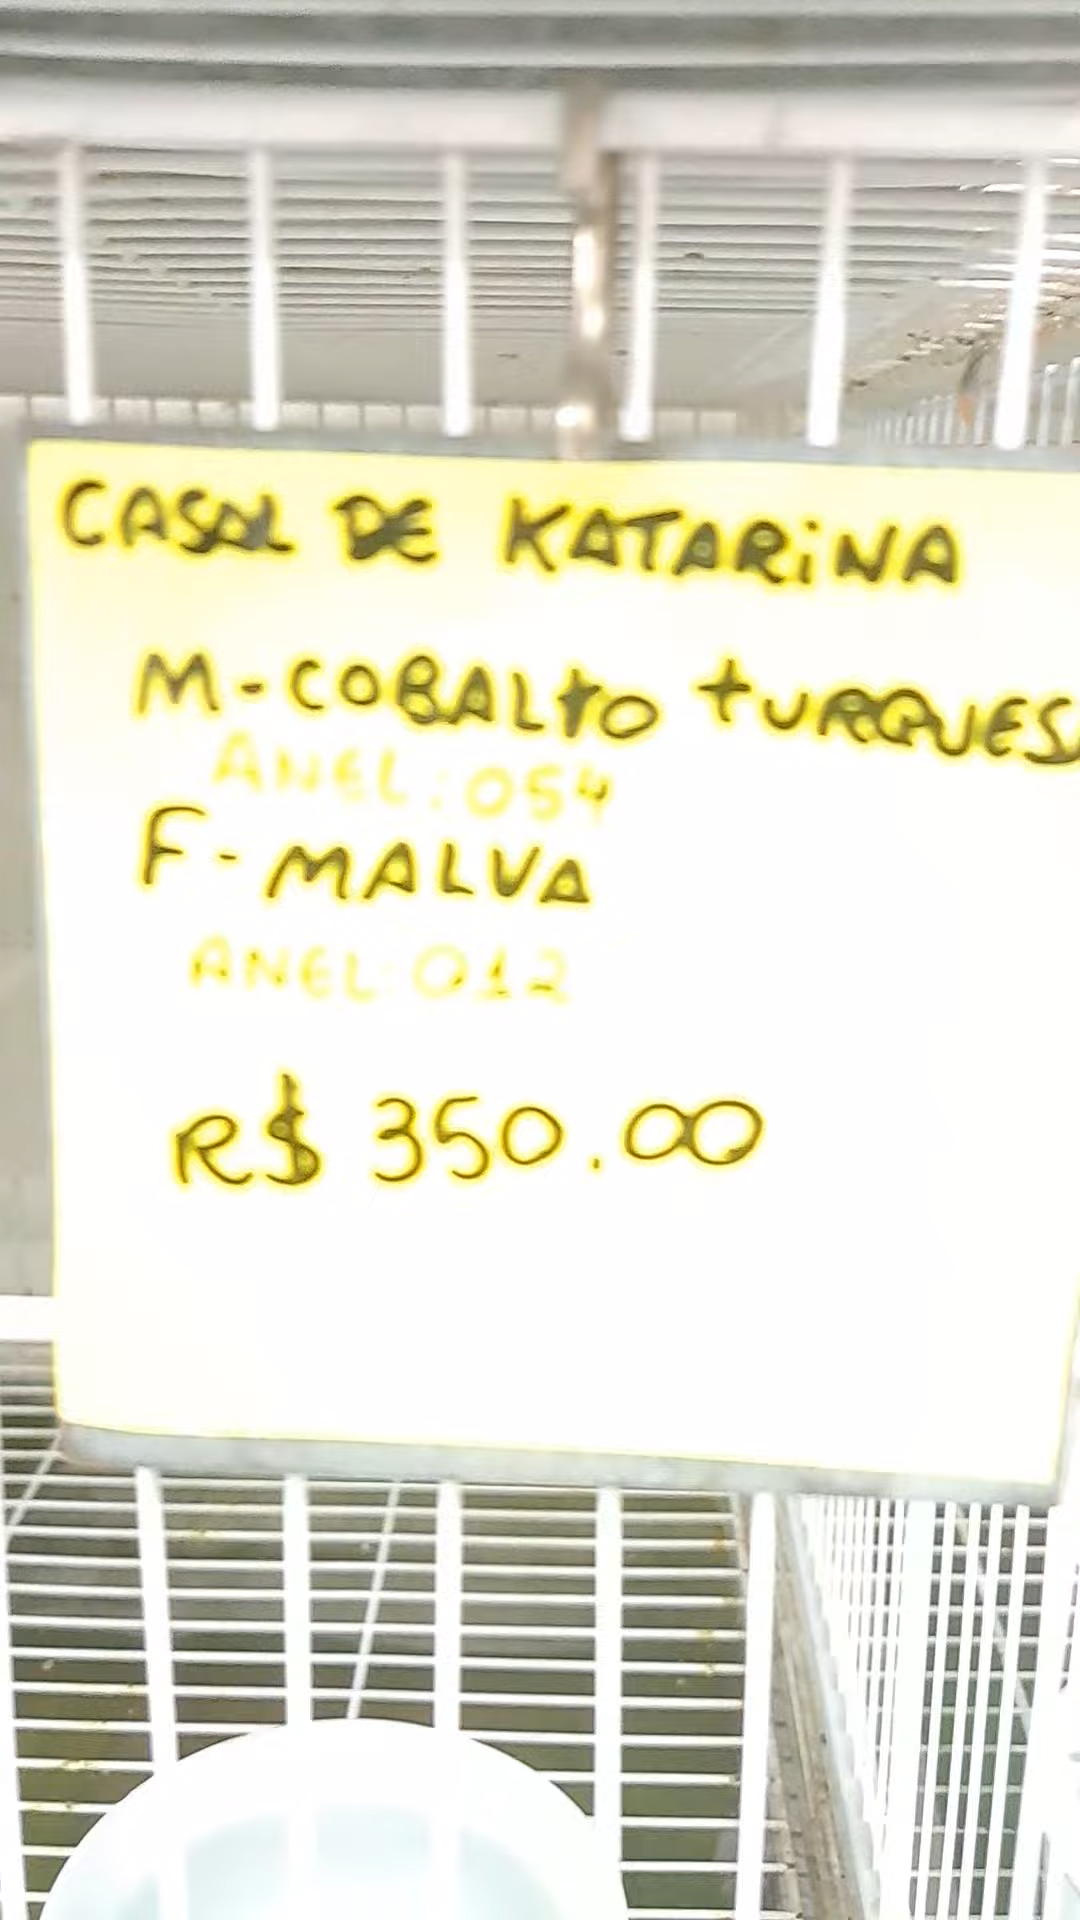 CASAL DE KATARiNA
M-COBALtO tURQUES
ANEL:054
F-MALVA
ANEL:012
R$ 350.00